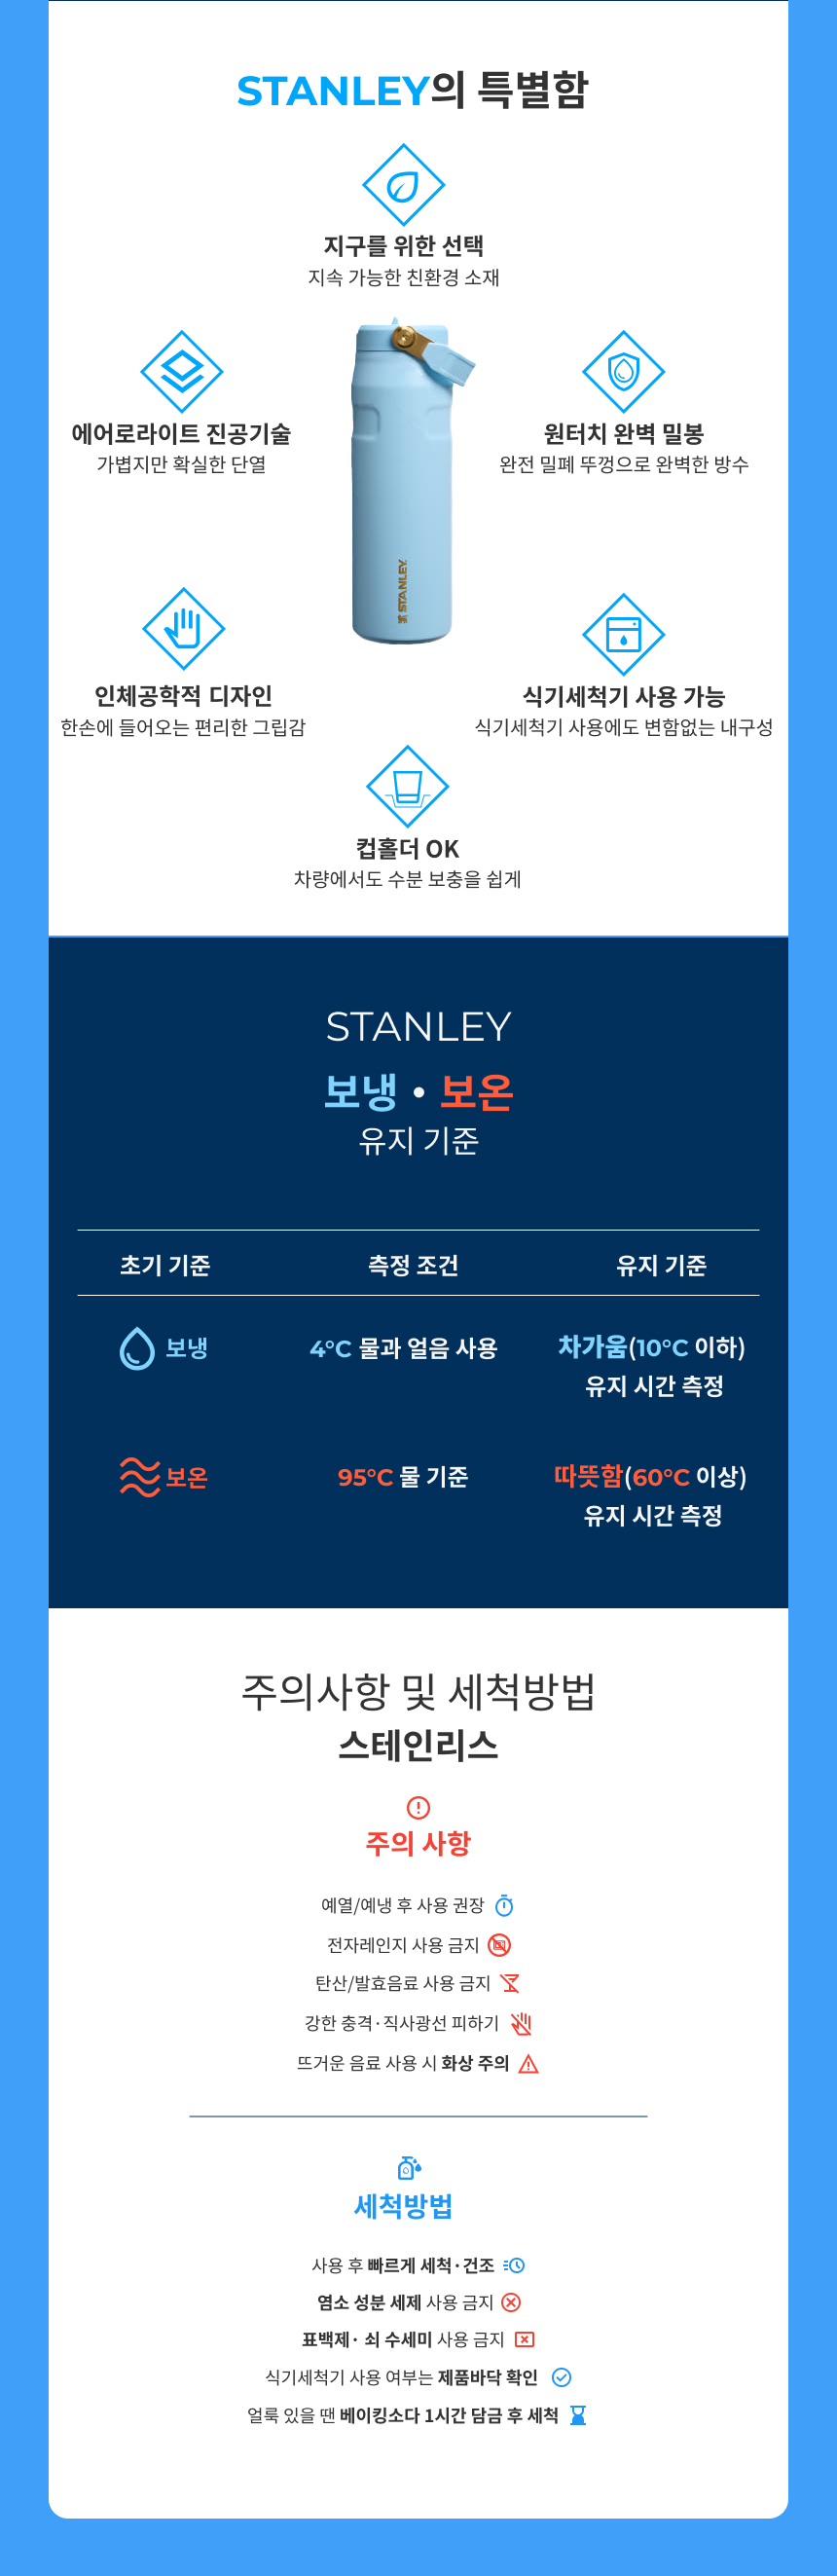 STANLEY의 특별함
지구를 위한 선택
지속 가능한 친환경 소재
에어로라이트 진공기술
가볍지만 확실한 단열
원터치 완벽 밀봉
완전 밀폐 뚜껑으로 완벽한 방수
STANLEY
인체공학적 디자인
한손에 들어오는 편리한 그립감
식기세척기 사용 가능
식기세척기 사용에도 변함없는 내구성
컵홀더 OK
차량에서도 수분 보충을 쉽게
STANLEY
보냉 • 보온
유지 기준
초기 기준 측정 조건 유지 기준
보냉 4°C 물과 얼음 사용 차가움(10°C 이하)
유지 시간 측정
보온 95°C 물 기준 따뜻함(60°C 이상)
유지 시간 측정
주의사항 및 세척방법
스테인리스
주의 사항
예열/예냉 후 사용 권장
전자레인지 사용 금지
탄산/발효음료 사용 금지
강한 충격·직사광선 피하기
뜨거운 음료 사용 시 화상 주의
세척방법
사용 후 빠르게 세척·건조
염소 성분 세제 사용 금지
표백제· 쇠 수세미 사용 금지
식기세척기 사용 여부는 제품바닥 확인
얼룩 있을 땐 베이킹소다 1시간 담금 후 세척